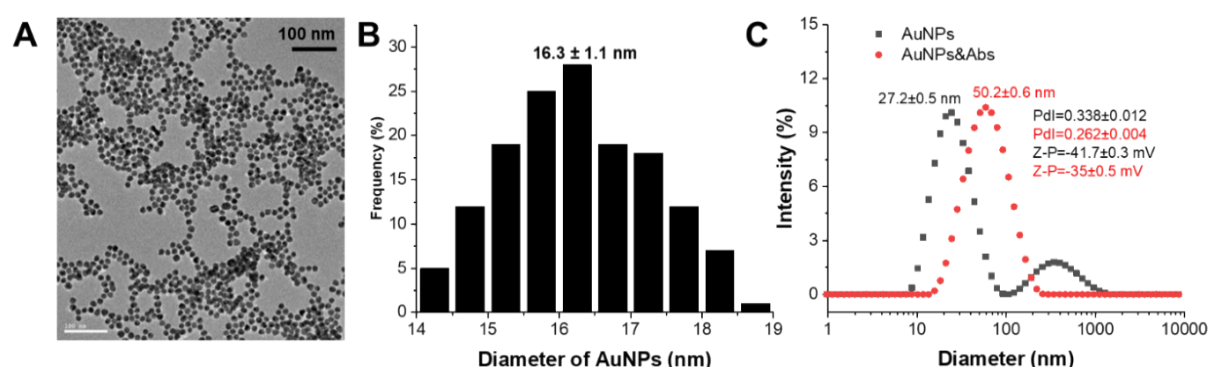 A
100 nm
100 nm
B
16.3 ± 1.1 nm
30
25
20
15
10
5
0
Frequency (%)
14
15
16
17
18
19
Diameter of AuNPs (nm)
C
AuNPs
AuNPs&Abs
27.2±0.5 nm
50.2±0.6 nm
PdI=0.338±0.012
PdI=0.262±0.004
Z-P=-41.7±0.3 mV
Z-P=-35±0.5 mV
15
12
9
6
3
0
Intensity (%)
1
10
100
1000
10000
Diameter (nm)